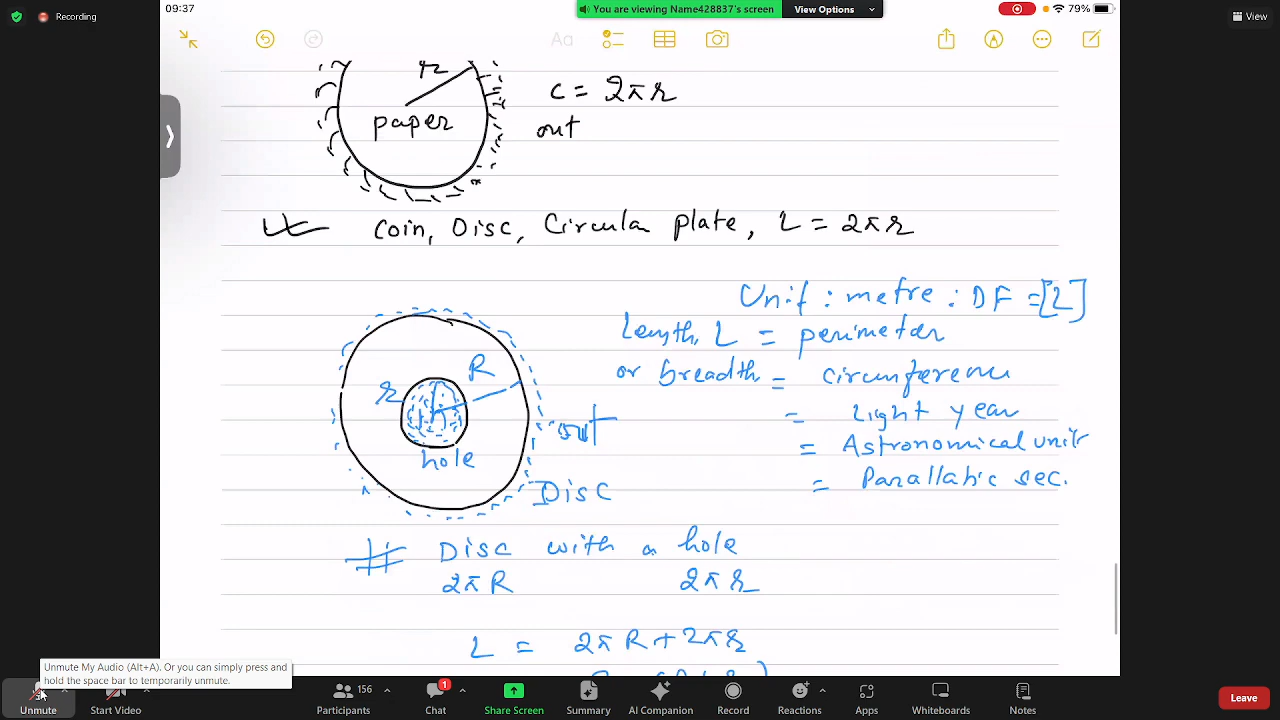 09:37
You are viewing Name428837's screen
View Options
79%
Recording
View
Aa
r
paper
c = 2πr
out
Coin, Disc, Circular plate, L = 2πr
Unit : metre : DF = [L]
Length, L = perimeter
or breadth = circumference
= Light year
= Astronomical unit
= Parallatic sec.
R
r
out
hole
Disc
# Disc with a hole
2πR 2πr
L = 2πR + 2πr
Unmute My Audio (Alt+A). Or you can simply press and
hold the space bar to temporarily unmute.
Unmute
Start Video
Participants
156
Chat
1
Share Screen
Summary
AI Companion
Record
Reactions
Apps
Whiteboards
Notes
Leave